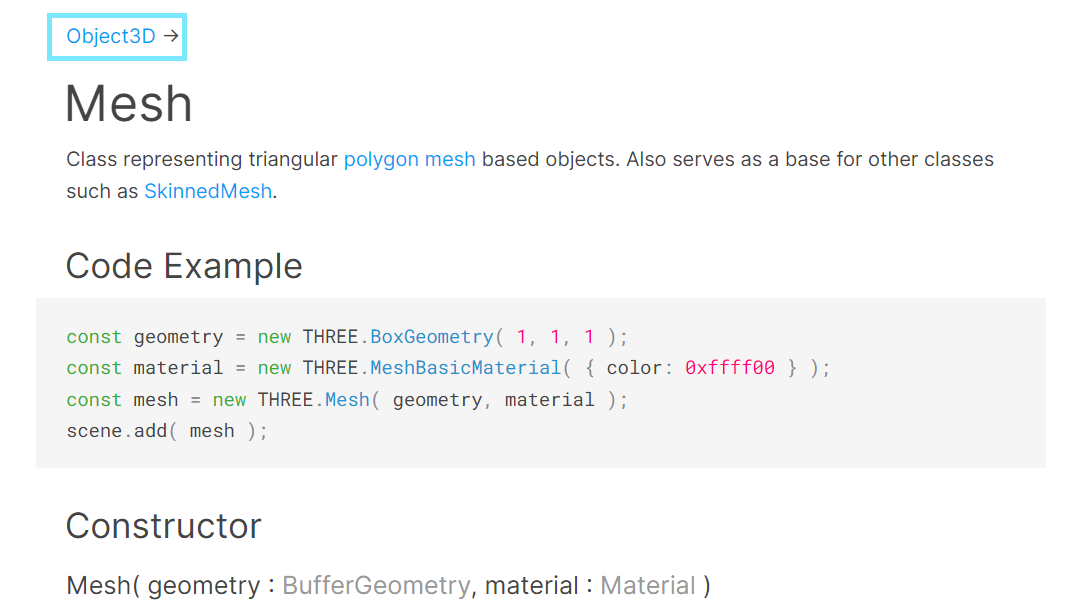 Object3D →
Mesh
Class representing triangular polygon mesh based objects. Also serves as a base for other classes
such as SkinnedMesh.
Code Example
const geometry = new THREE.BoxGeometry( 1, 1, 1 );
const material = new THREE.MeshBasicMaterial( { color: 0xffff00 } );
const mesh = new THREE.Mesh( geometry, material );
scene.add( mesh );
Constructor
Mesh( geometry : BufferGeometry, material : Material )